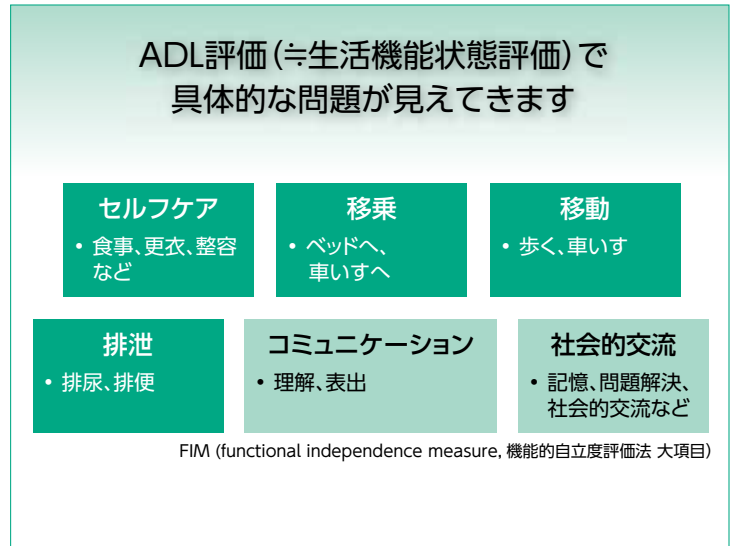 ADL評価(≒生活機能状態評価)で
具体的な問題が見えてきます
セルフケア
• 食事、更衣、整容
など
移乗
• ベッドへ、
車いすへ
移動
• 歩く、車いす
排泄
• 排尿、排便
コミュニケーション
• 理解、表出
社会的交流
• 記憶、問題解決、
社会的交流など
FIM (functional independence measure, 機能的自立度評価法 大項目)